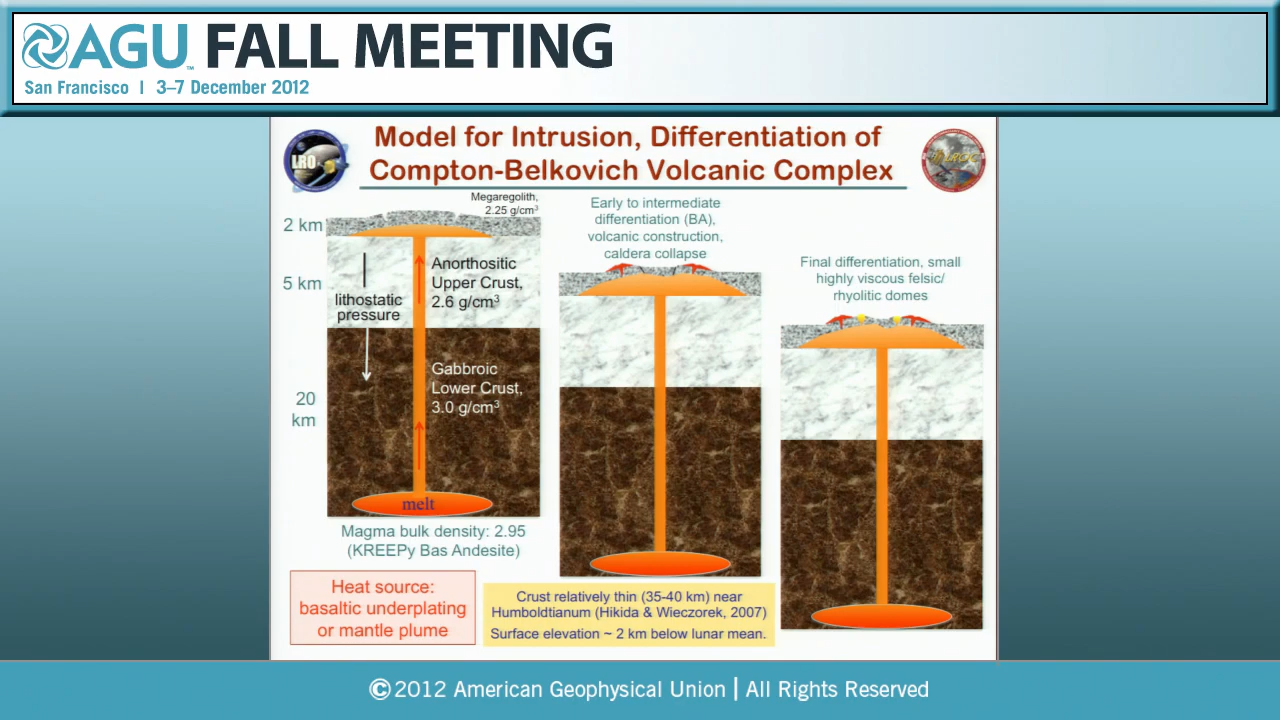 AGU FALL MEETING
San Francisco | 3–7 December 2012
LRO
Model for Intrusion, Differentiation of
Compton-Belkovich Volcanic Complex
LROC
Megaregolith,
2.25 g/cm³
2 km
5 km
20
km
Anorthositic
Upper Crust,
2.6 g/cm³
lithostatic
pressure
Gabbroic
Lower Crust,
3.0 g/cm³
melt
Magma bulk density: 2.95
(KREEPy Bas Andesite)
Heat source:
basaltic underplating
or mantle plume
Early to intermediate
differentiation (BA),
volcanic construction,
caldera collapse
Crust relatively thin (35-40 km) near
Humboldtianum (Hikida & Wieczorek, 2007)
Surface elevation ~ 2 km below lunar mean.
Final differentiation, small
highly viscous felsic/
rhyolitic domes
©2012 American Geophysical Union | All Rights Reserved